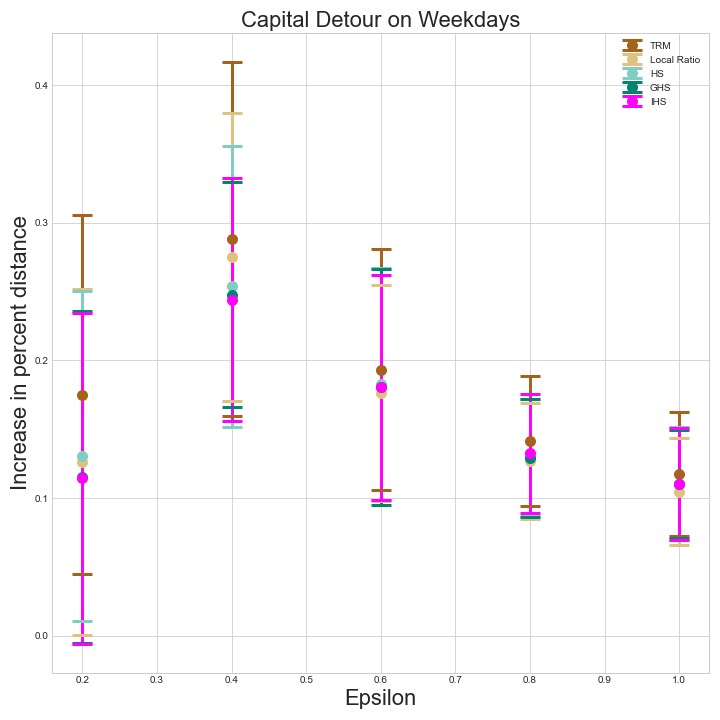 Capital Detour on Weekdays
TRM
Local Ratio
HS
GHS
IHS
Increase in percent distance
0.4
0.3
0.2
0.1
0.0
0.2 0.3 0.4 0.5 0.6 0.7 0.8 0.9 1.0
Epsilon